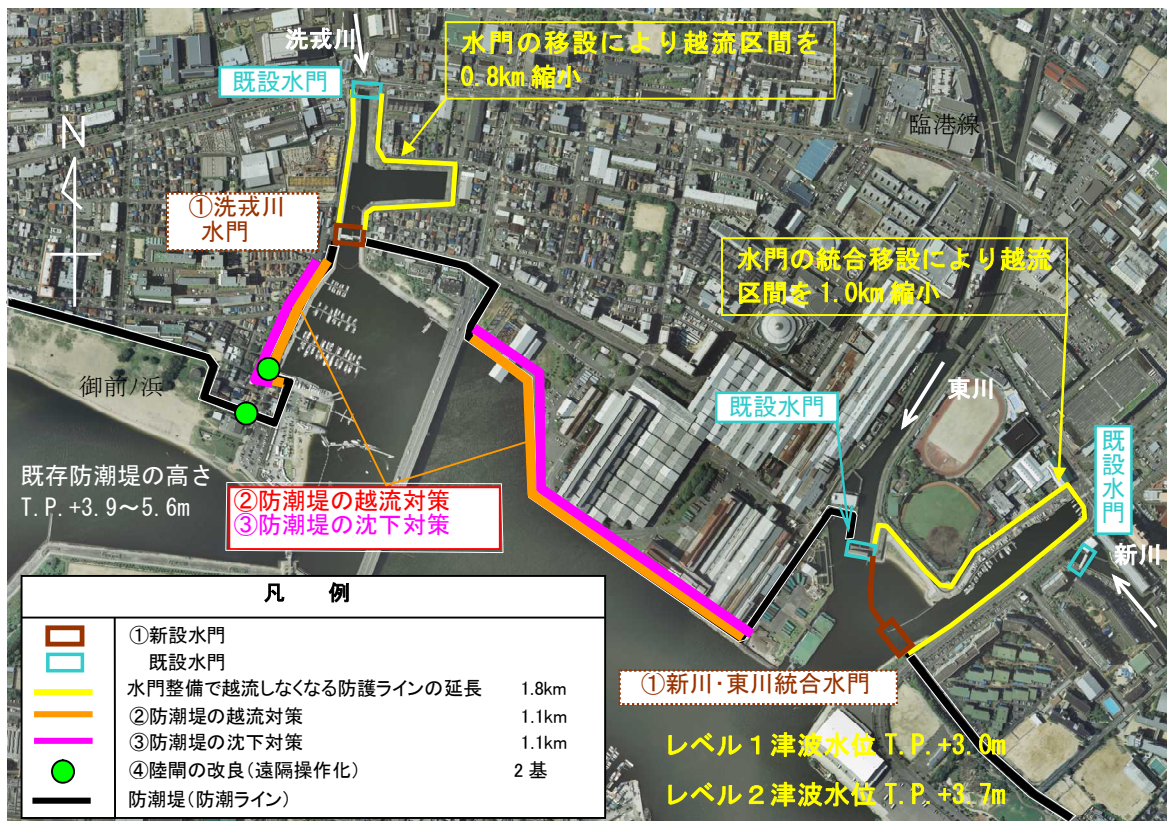 洗戎川
水門の移設により越流区間を
0.8km 縮小
既設水門
臨港線
N
①洗戎川
水門
水門の統合移設により越流
区間を 1.0km 縮小
御前ノ浜
既設水門
東川
既設水門
新川
既存防潮堤の高さ
T.P.+3.9～5.6m
②防潮堤の越流対策
③防潮堤の沈下対策
①新川・東川統合水門
レベル１津波水位 T.P.+3.0m
レベル２津波水位 T.P.+3.7m
凡 例
①新設水門
既設水門
水門整備で越流しなくなる防護ラインの延長 1.8km
②防潮堤の越流対策 1.1km
③防潮堤の沈下対策 1.1km
④陸閘の改良（遠隔操作化） 2 基
防潮堤（防潮ライン）